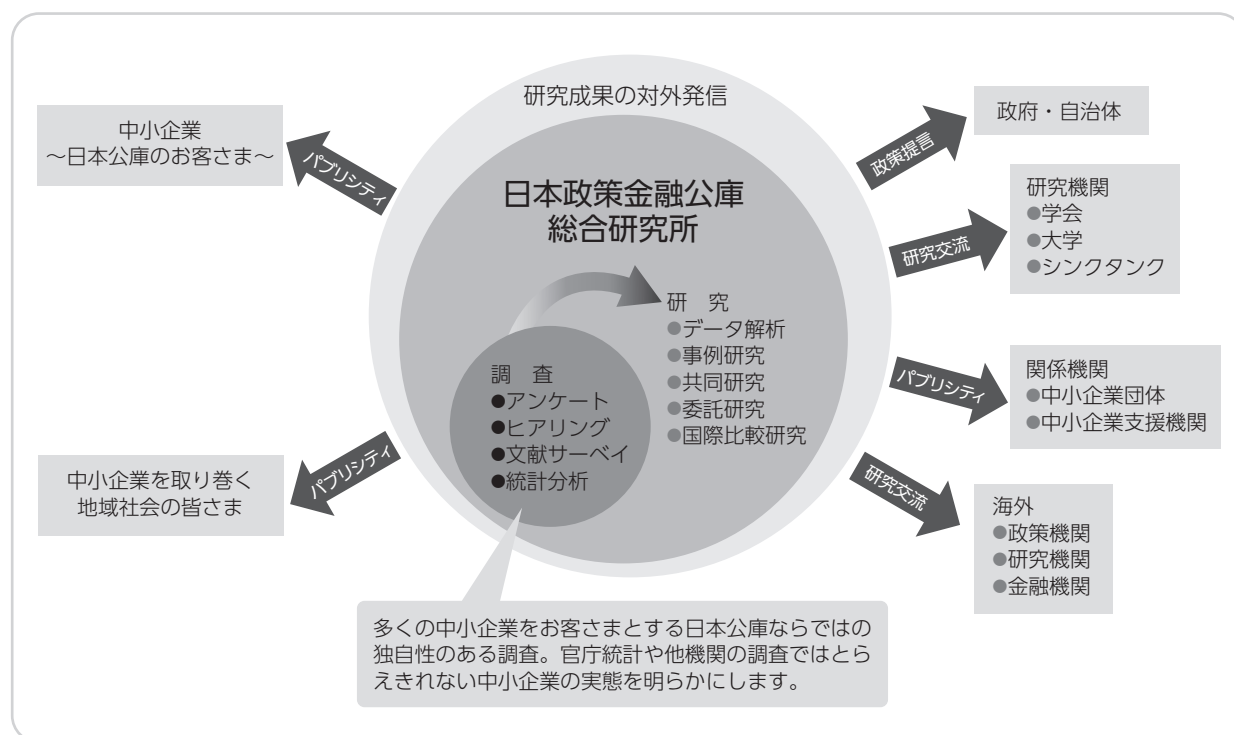 研究成果の対外発信
日本政策金融公庫
総合研究所
調　査
●アンケート
●ヒアリング
●文献サーベイ
●統計分析
研　究
●データ解析
●事例研究
●共同研究
●委託研究
●国際比較研究
多くの中小企業をお客さまとする日本公庫ならではの
独自性のある調査。官庁統計や他機関の調査ではとら
えきれない中小企業の実態を明らかにします。
パブリシティ
中小企業
～日本公庫のお客さま～
パブリシティ
中小企業を取り巻く
地域社会の皆さま
政策提言
政府・自治体
研究交流
研究機関
●学会
●大学
●シンクタンク
パブリシティ
関係機関
●中小企業団体
●中小企業支援機関
研究交流
海外
●政策機関
●研究機関
●金融機関